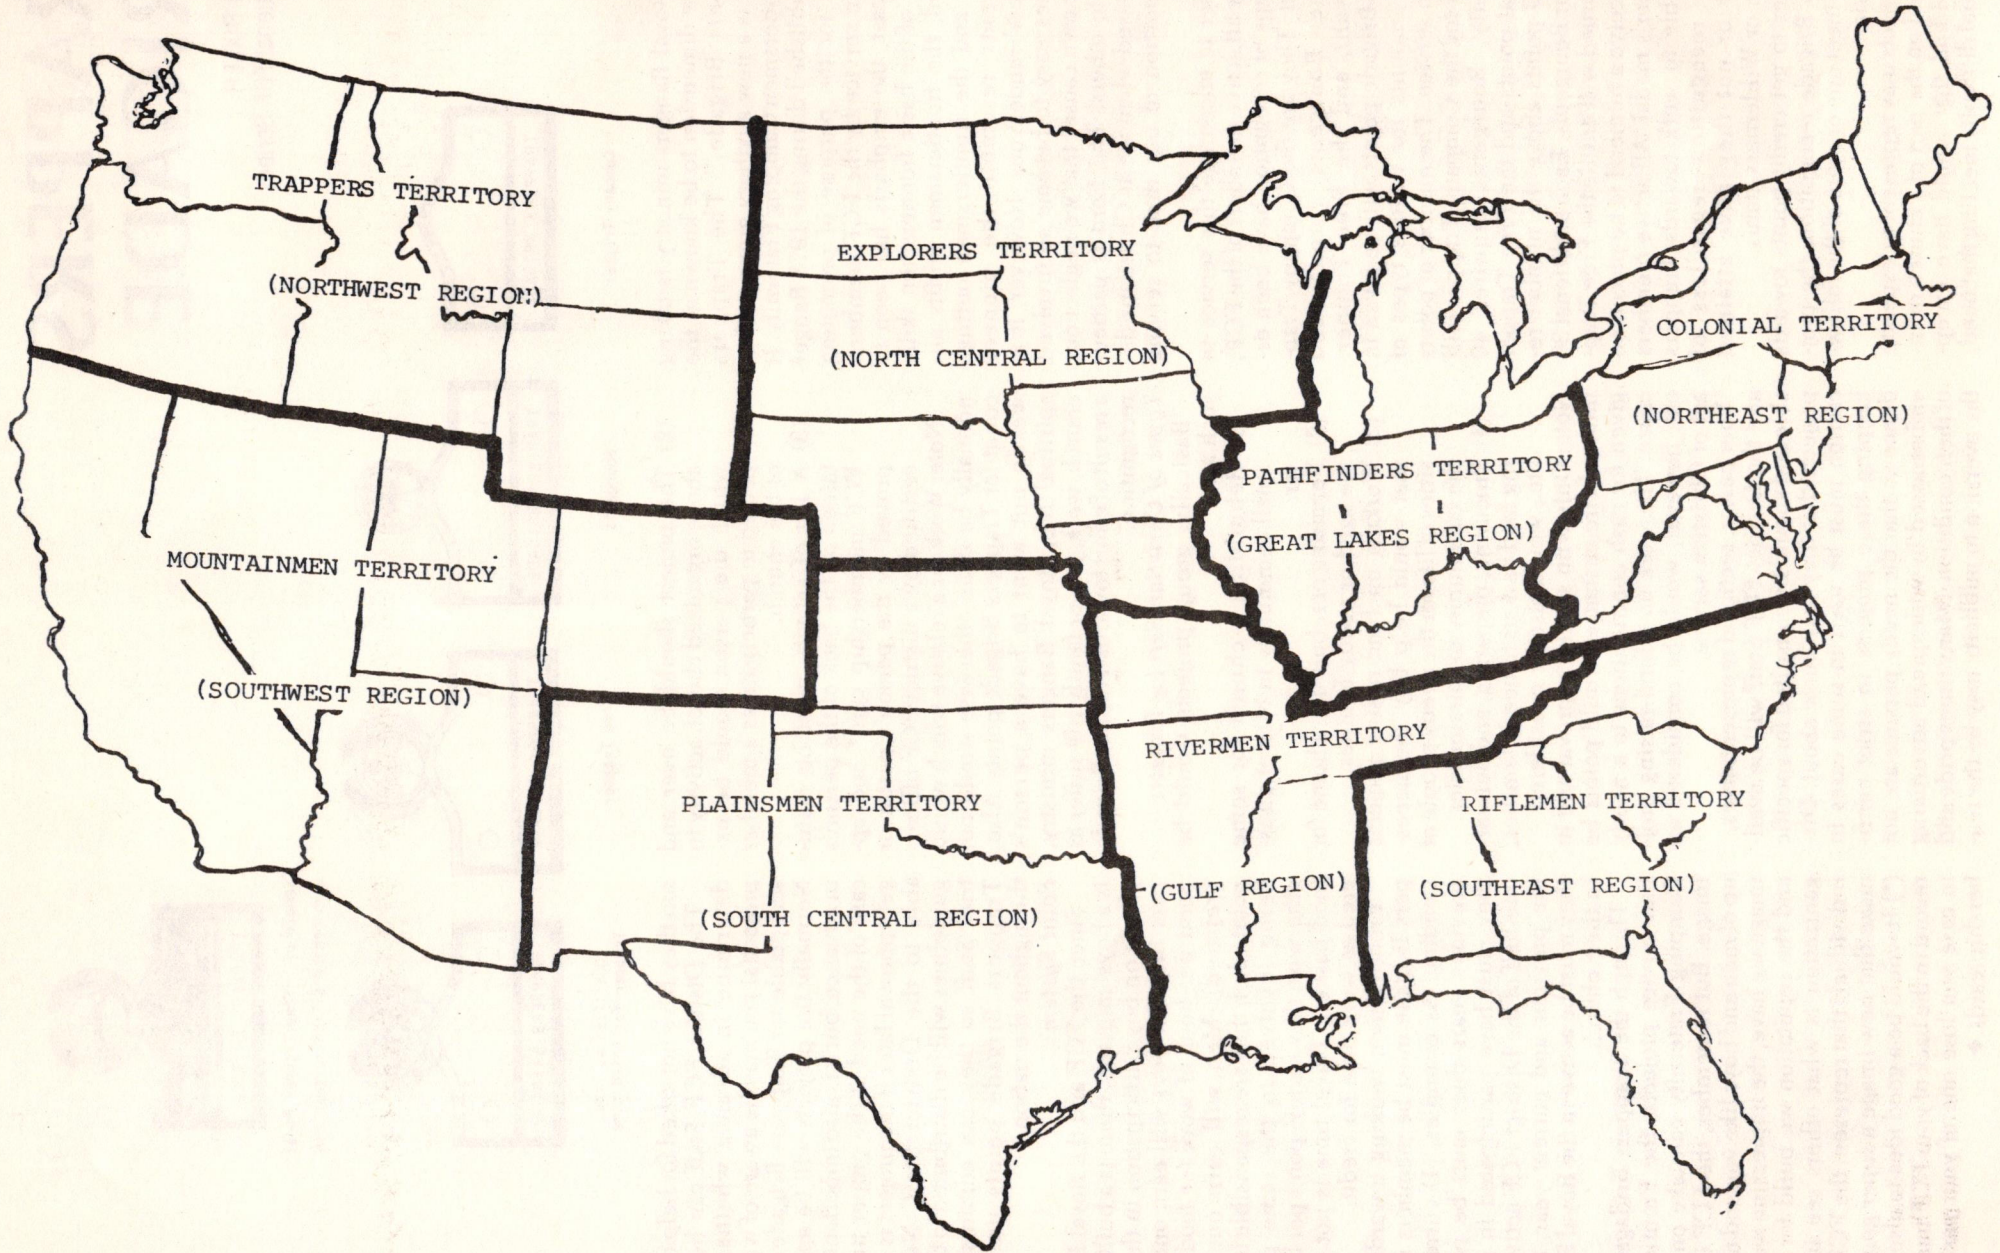 TRAPPERS TERRITORY
(NORTHWEST REGION)
EXPLORERS TERRITORY
(NORTH CENTRAL REGION)
COLONIAL TERRITORY
(NORTHEAST REGION)
PATHFINDERS TERRITORY
(GREAT LAKES REGION)
MOUNTAINMEN TERRITORY
(SOUTHWEST REGION)
RIVERMEN TERRITORY
(GULF REGION)
PLAINSMEN TERRITORY
(SOUTH CENTRAL REGION)
RIFLEMEN TERRITORY
(SOUTHEAST REGION)